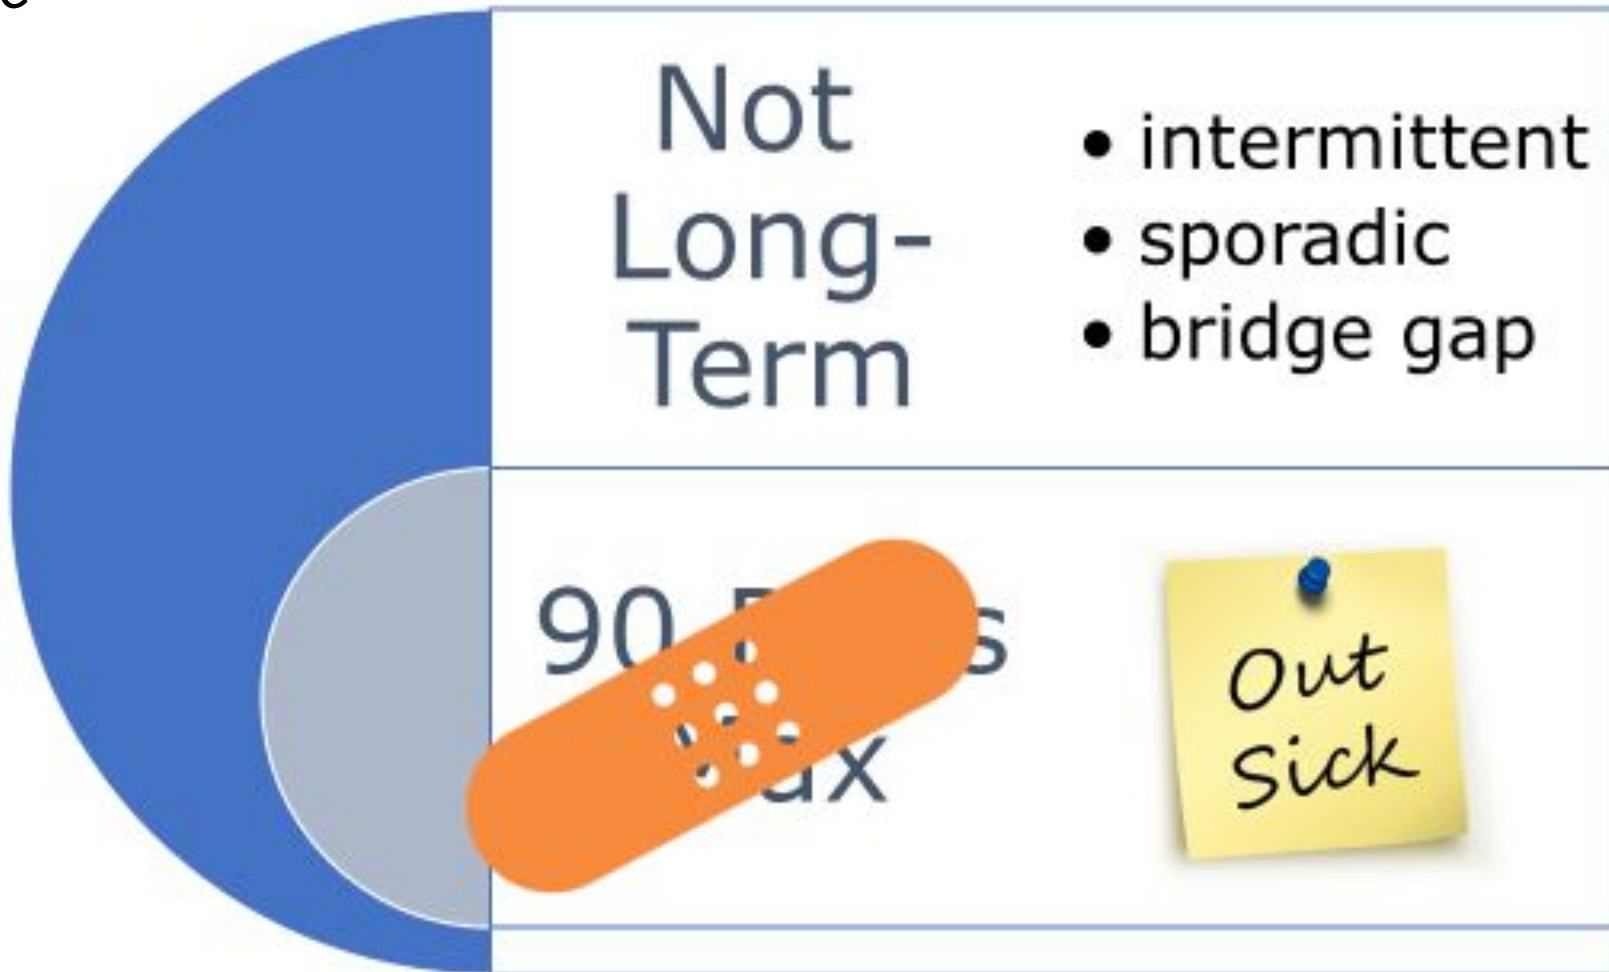 Not
Long-
Term
• intermittent
• sporadic
• bridge gap
90
Out
Sick